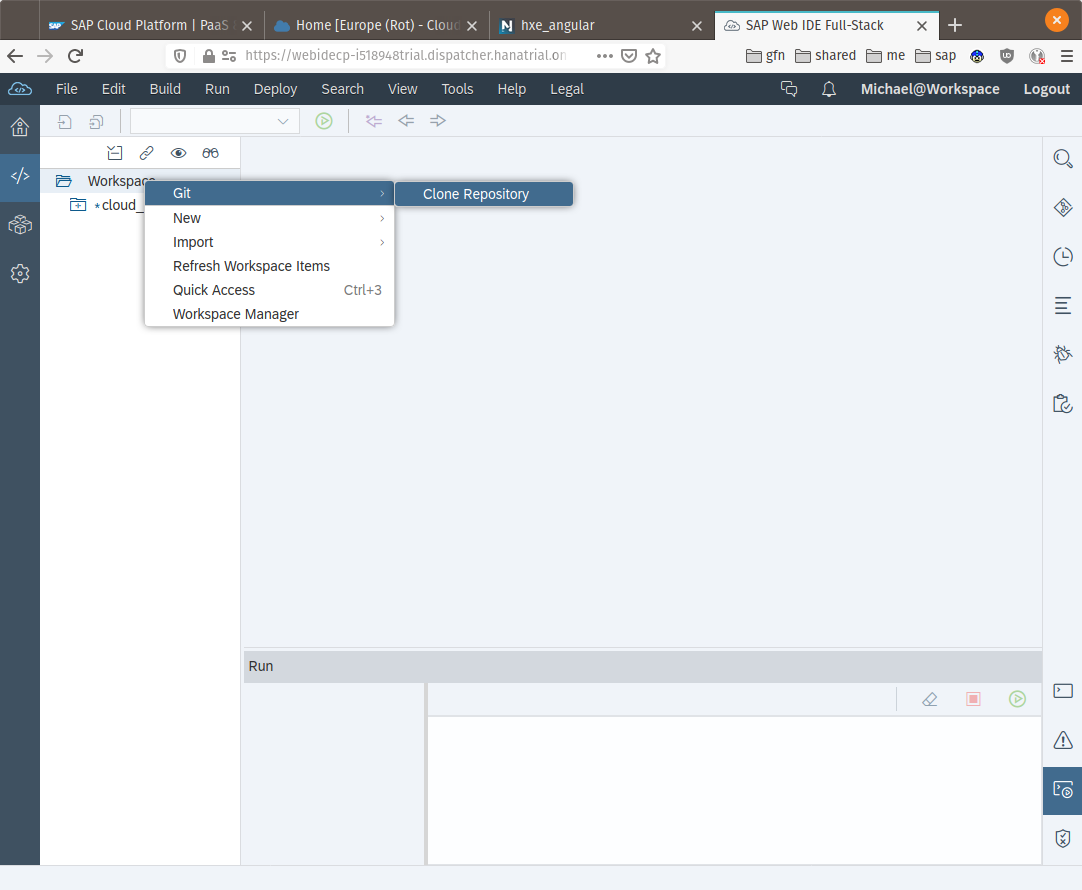 SAP Cloud Platform | PaaS
Home [Europe (Rot) - Cloud
hxe_angular
SAP Web IDE Full-Stack
https://webidecp-i518948trial.dispatcher.hanatrial.on
gfn
shared
me
sap
File Edit Build Run Deploy Search View Tools Help Legal
Michael@Workspace
Logout
Workspace
*cloud_
Git
Clone Repository
New
Import
Refresh Workspace Items
Quick Access Ctrl+3
Workspace Manager
Run